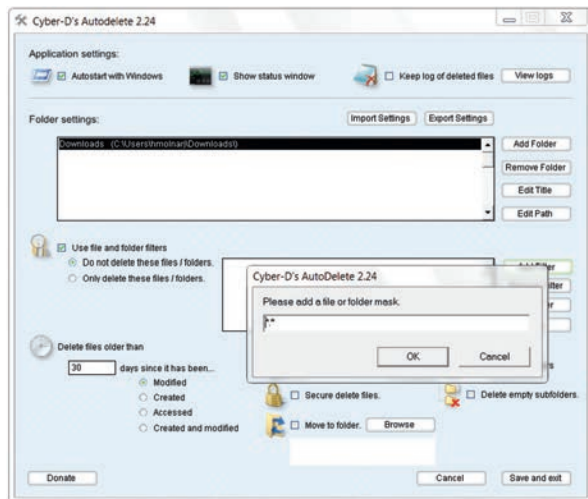 Cyber-D's Autodelete 2.24
Application settings:
Autostart with Windows
Show status window
Keep log of deleted files
View logs
Folder settings:
Import Settings
Export Settings
Downloads (C:\Users\hmolnar\Downloads\)
Add Folder
Remove Folder
Edit Title
Edit Path
Use file and folder filters
Do not delete these files / folders.
Only delete these files / folders.
Cyber-D's AutoDelete 2.24
Please add a file or folder mask.
*.*
OK
Cancel
Delete files older than
30
days since it has been...
Modified
Created
Accessed
Created and modified
Secure delete files.
Delete empty subfolders.
Move to folder.
Browse
Donate
Cancel
Save and exit